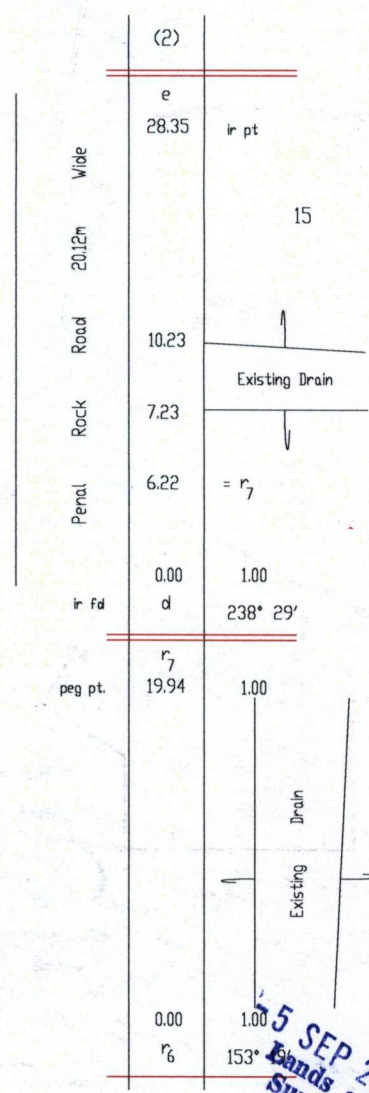 (2)
e
28.35 ir pt
15
Penal Rock Road 20.12m Wide
10.23
Existing Drain
7.23
6.22 = r7
0.00 1.00
ir fd d 238° 29'
r7
peg pt. 19.94 1.00
Existing Drain
0.00 1.00
r6 153°
5 SEP 2
Lands